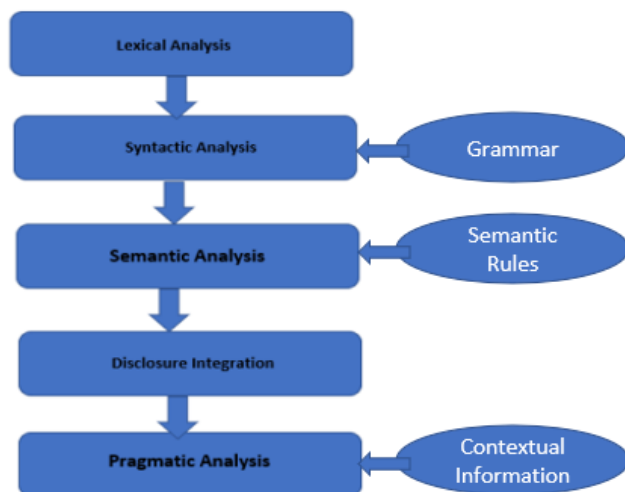 Lexical Analysis
Syntactic Analysis
Grammar
Semantic Analysis
Semantic
Rules
Disclosure Integration
Pragmatic Analysis
Contextual
Information